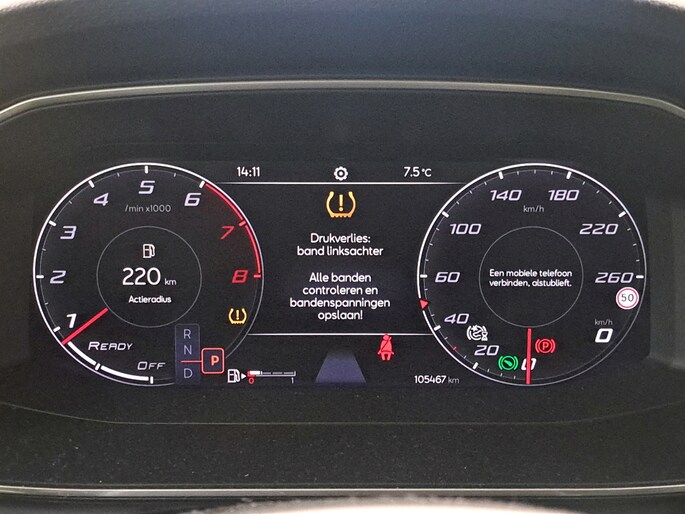 14:11
7.5 °C
Drukverlies:
band linksachter
Alle banden
controleren en
bandenspanningen
opslaan!
1
2
3
4
5
6
7
8
/min x1000
220 km
Actieradius
READY
OFF
R
N
D
P
0
1
105467 km
0
20
40
60
100
140
180
220
260
km/h
Een mobiele telefoon
verbinden, alstublieft.
50
km/h
0
P